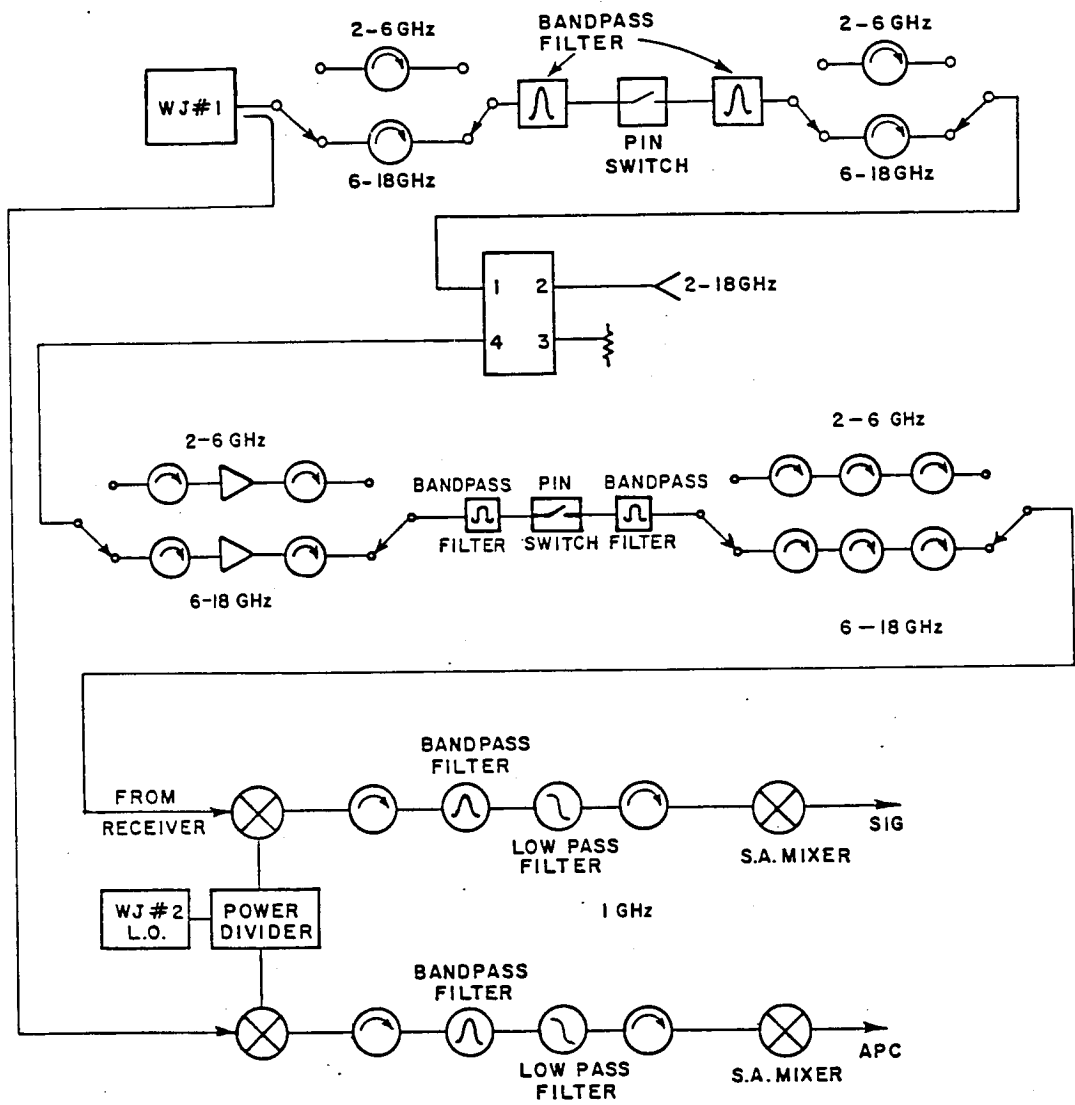 2-6GHz
BANDPASS
FILTER
2-6GHz
WJ#1
PIN
SWITCH
6-18GHz
6-18GHz
1 2
2-18GHz
4 3
2-6 GHz
2-6 GHz
BANDPASS PIN BANDPASS
FILTER SWITCH FILTER
6-18 GHz
6-18 GHz
BANDPASS
FILTER
FROM
RECEIVER
LOW PASS
FILTER
S.A. MIXER
SIG
WJ#2
L.O.
POWER
DIVIDER
1 GHz
BANDPASS
FILTER
LOW PASS
FILTER
S.A. MIXER
APC